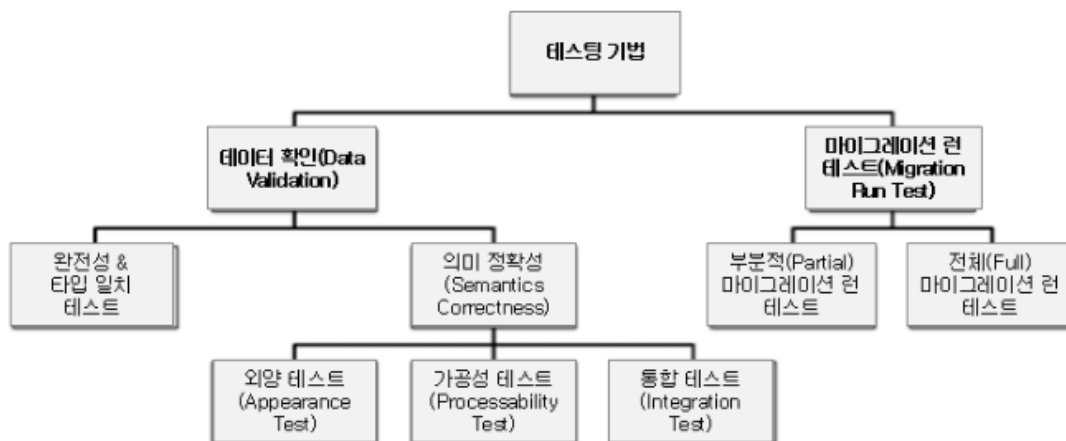 테스팅 기법
데이터 확인(Data
Validation)
마이그레이션 런
테스트(Migration
Run Test)
완전성 &
타입 일치
테스트
의미 정확성
(Semantics
Correctness)
부분적(Partial)
마이그레이션 런
테스트
전체(Full)
마이그레이션 런
테스트
외양 테스트
(Appearance
Test)
가공성 테스트
(Processability
Test)
통합 테스트
(Integration
Test)